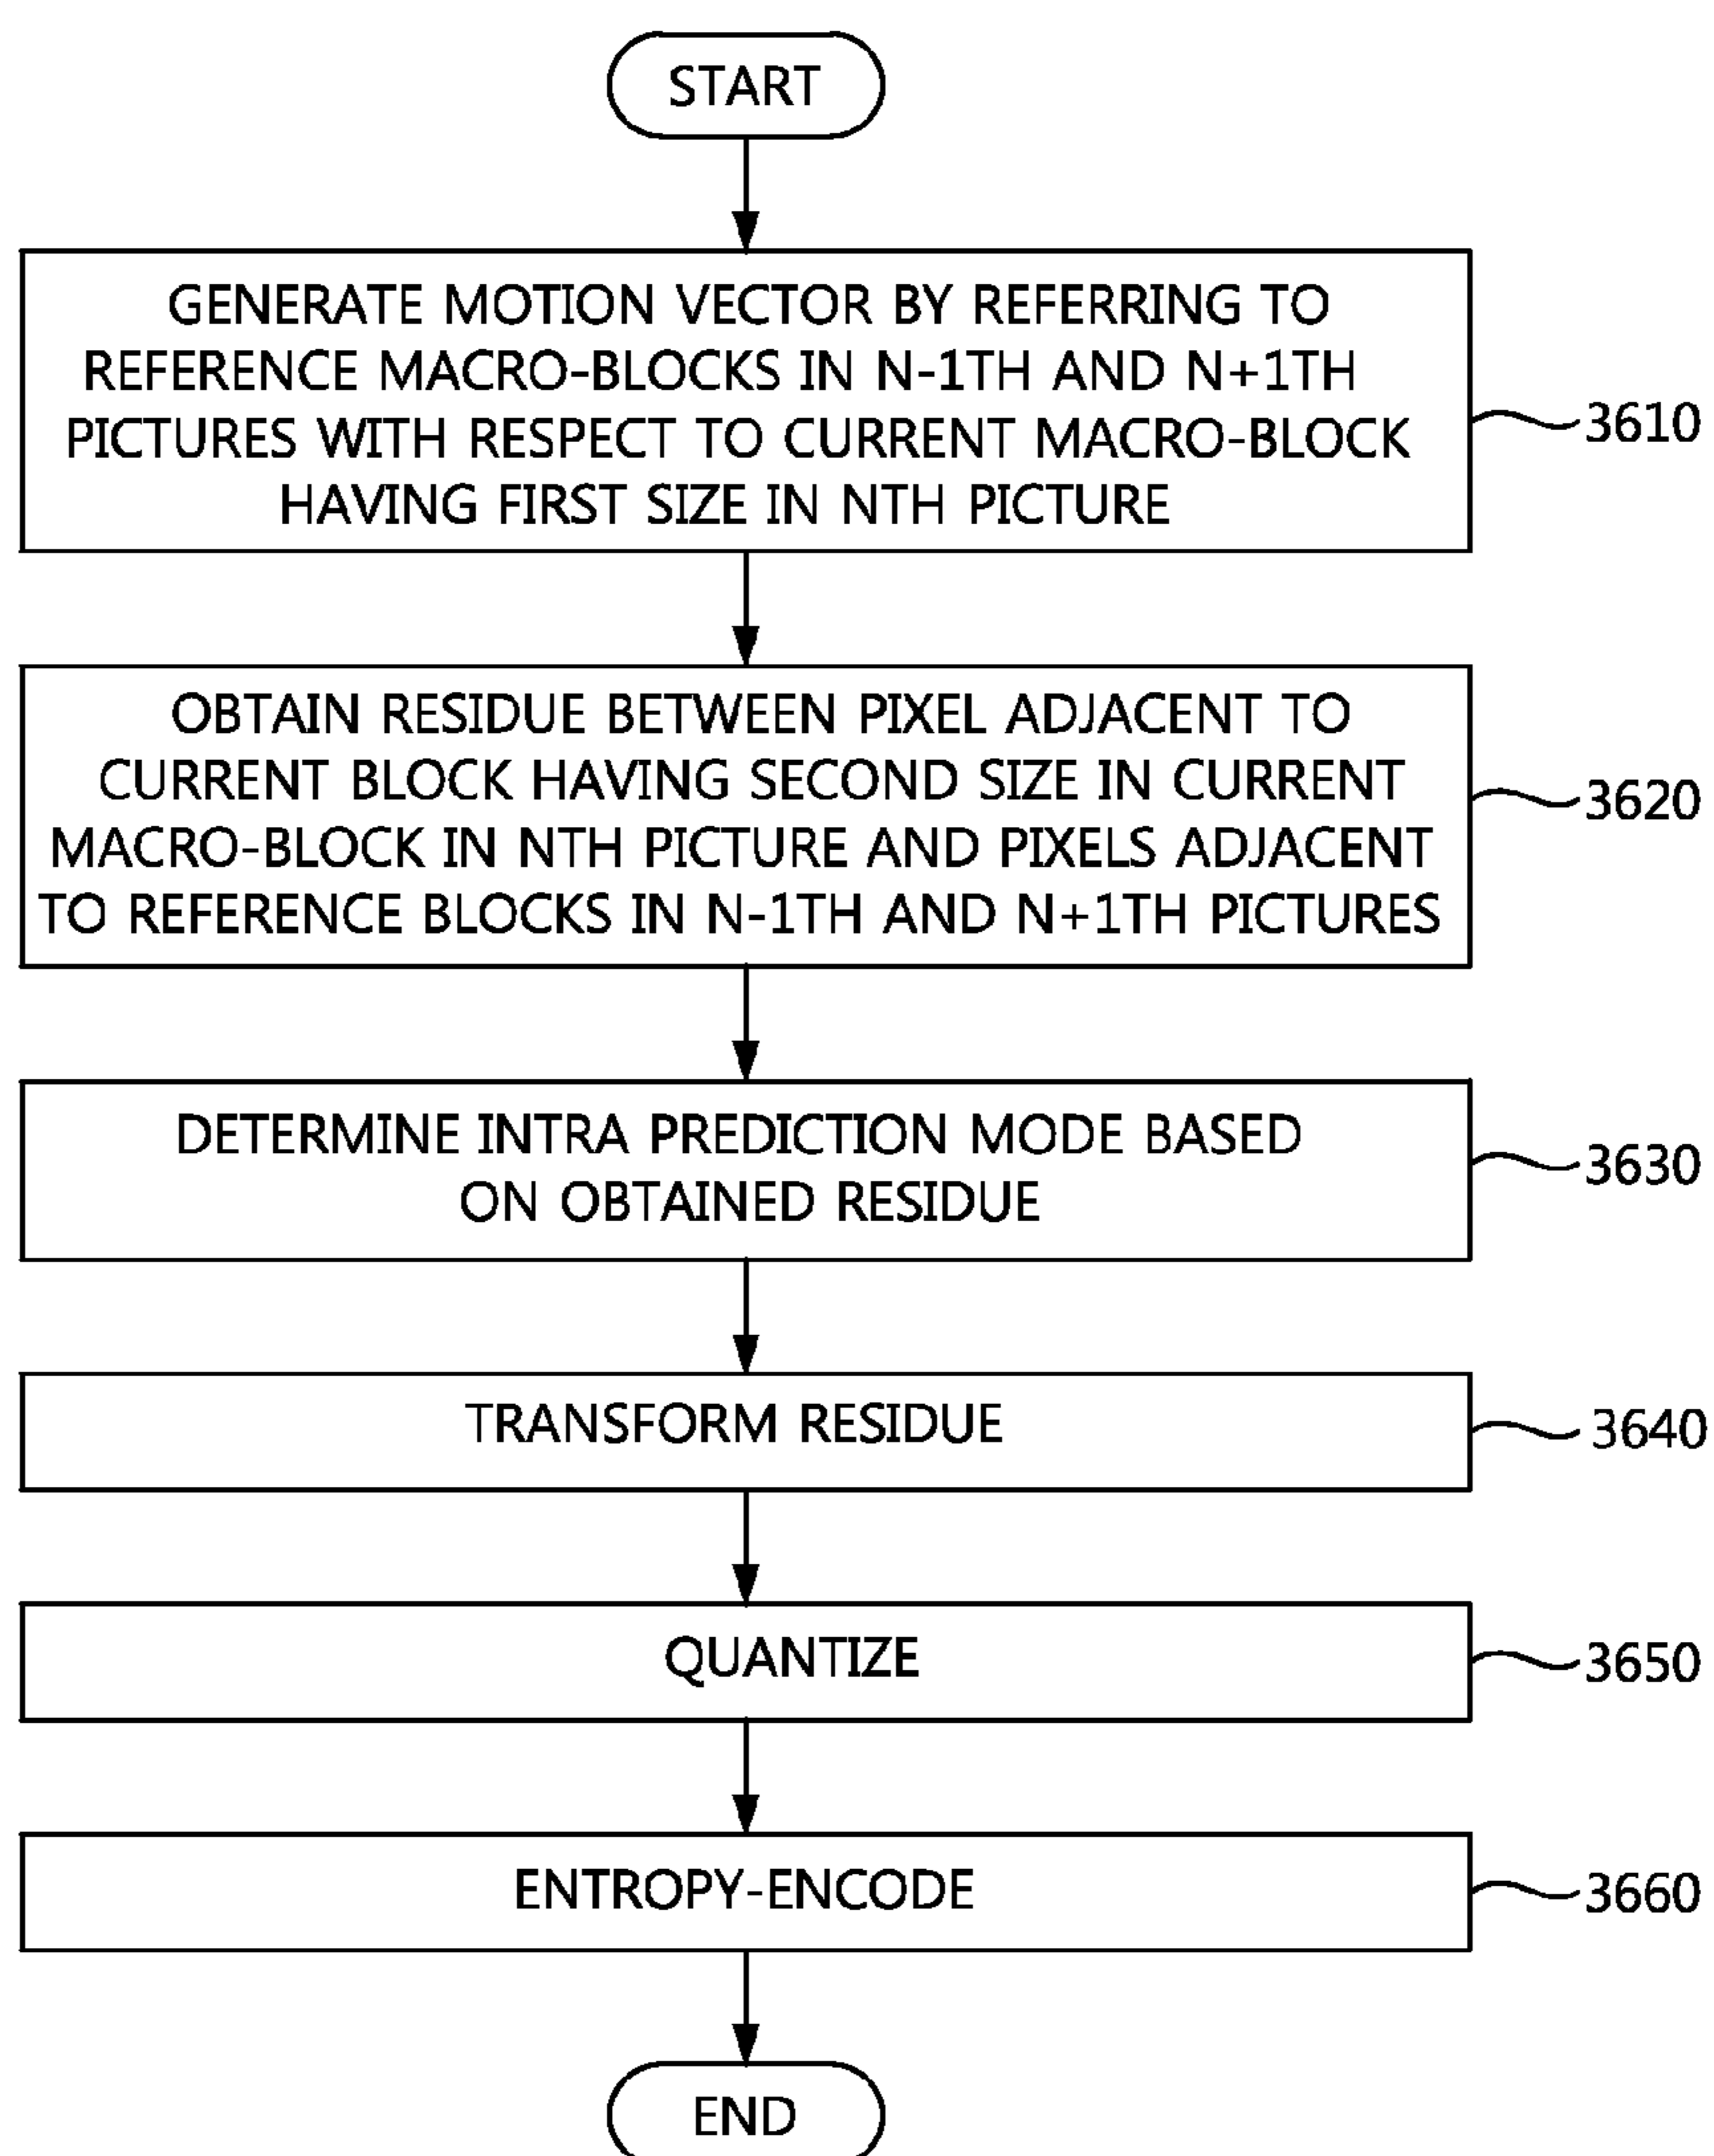 START
GENERATE MOTION VECTOR BY REFERRING TO
REFERENCE MACRO-BLOCKS IN N-1TH AND N+1TH
PICTURES WITH RESPECT TO CURRENT MACRO-BLOCK
HAVING FIRST SIZE IN NTH PICTURE
3610
OBTAIN RESIDUE BETWEEN PIXEL ADJACENT TO
CURRENT BLOCK HAVING SECOND SIZE IN CURRENT
MACRO-BLOCK IN NTH PICTURE AND PIXELS ADJACENT
TO REFERENCE BLOCKS IN N-1TH AND N+1TH PICTURES
3620
DETERMINE INTRA PREDICTION MODE BASED
ON OBTAINED RESIDUE
3630
TRANSFORM RESIDUE
3640
QUANTIZE
3650
ENTROPY-ENCODE
3660
END